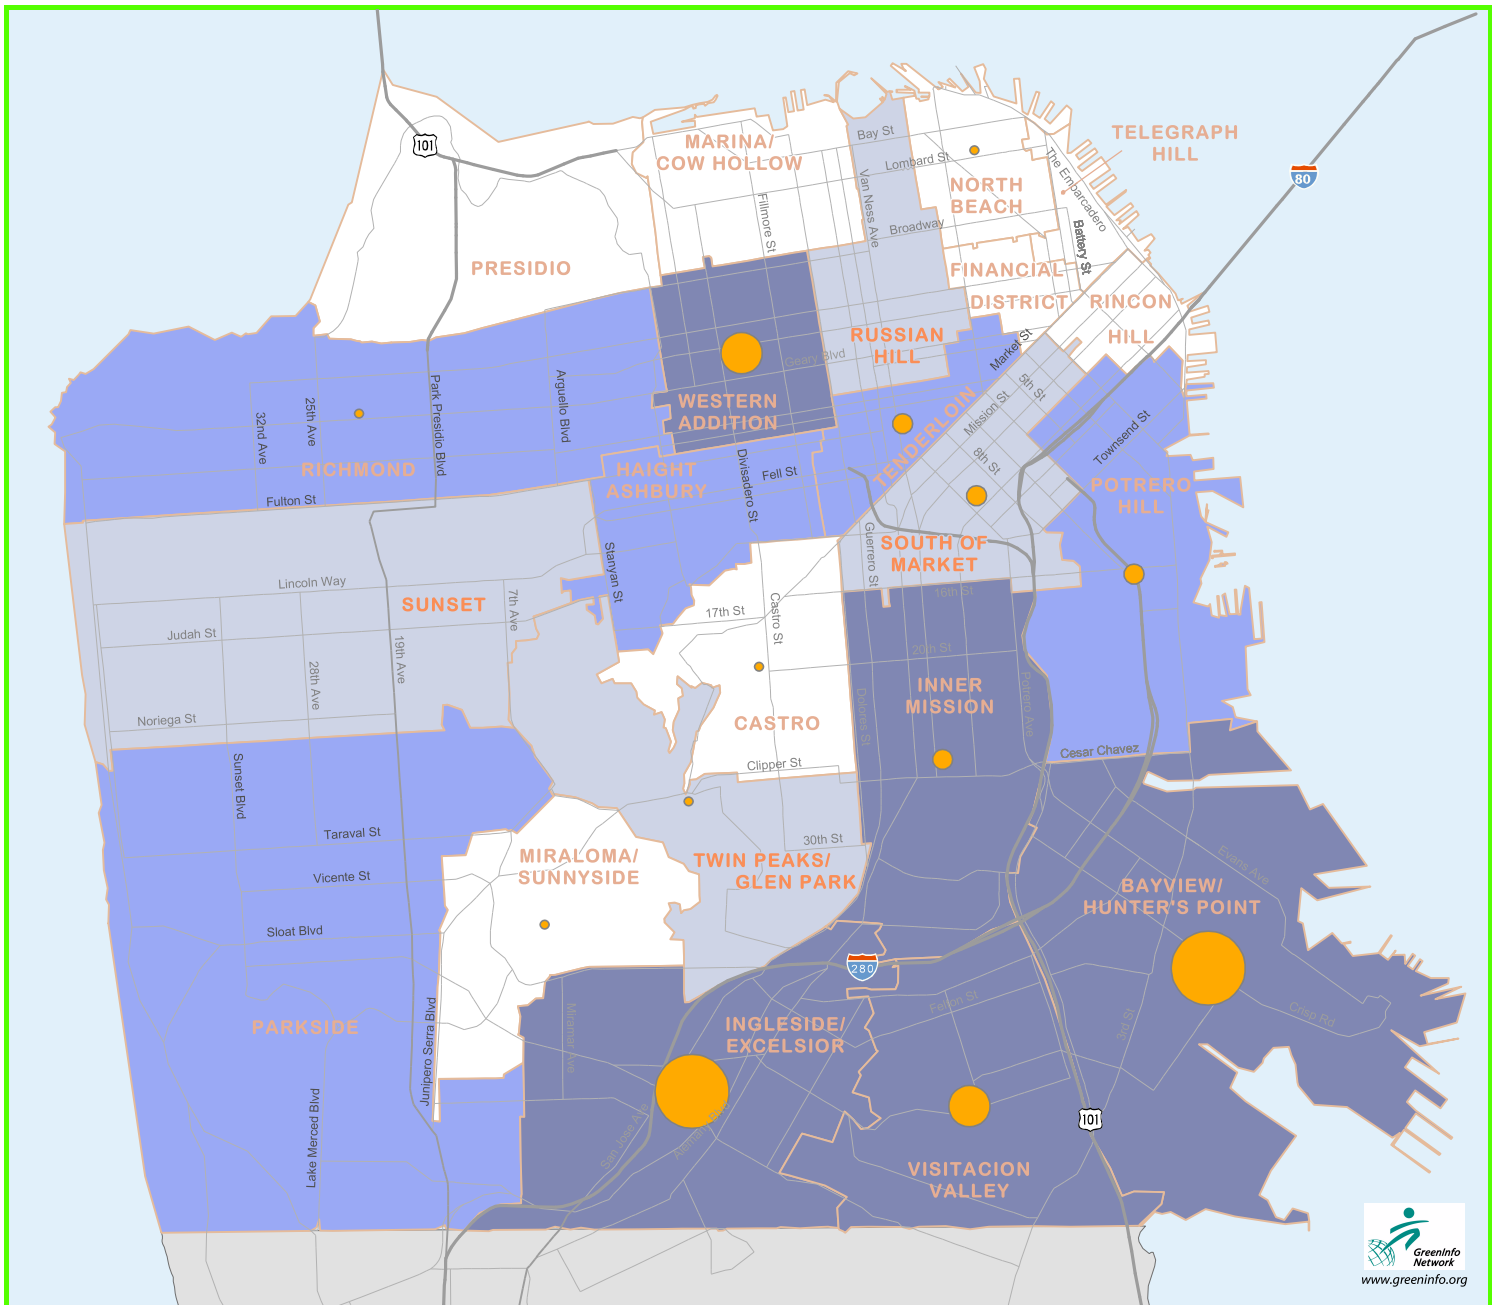 101
MARINA/
COW HOLLOW
Bay St
Lombard St
TELEGRAPH
HILL
The Embarcadero
80
NORTH
BEACH
Fillmore St
Van Ness Ave
Broadway
Battery St
PRESIDIO
FINANCIAL
DISTRICT
RINCON
HILL
RUSSIAN
HILL
Market St
Geary Blvd
Park Presidio Blvd
Arguello Blvd
25th Ave
32nd Ave
WESTERN
ADDITION
5th St
Mission St
TENDERLOIN
8th St
Townsend St
RICHMOND
HAIGHT
ASHBURY
Divisadero St
Fell St
POTRERO
HILL
Fulton St
Guerrero St
SOUTH OF
MARKET
Stanyan St
Lincoln Way
SUNSET
7th Ave
17th St
Castro St
16th St
Judah St
19th Ave
28th Ave
20th St
INNER
MISSION
Dolores St
Potrero Ave
Noriega St
CASTRO
Cesar Chavez
Clipper St
Sunset Blvd
Taraval St
30th St
MIRALOMA/
SUNNYSIDE
TWIN PEAKS/
GLEN PARK
Evans Ave
Vicente St
BAYVIEW/
HUNTER'S POINT
Sloat Blvd
280
Felton St
Crisp Rd
3rd St
PARKSIDE
Junipero Serra Blvd
Miramar Ave
INGLESIDE/
EXCELSIOR
Lake Merced Blvd
San Jose Ave
101
VISITACION
VALLEY
GreenInfo
Network
www.greeninfo.org